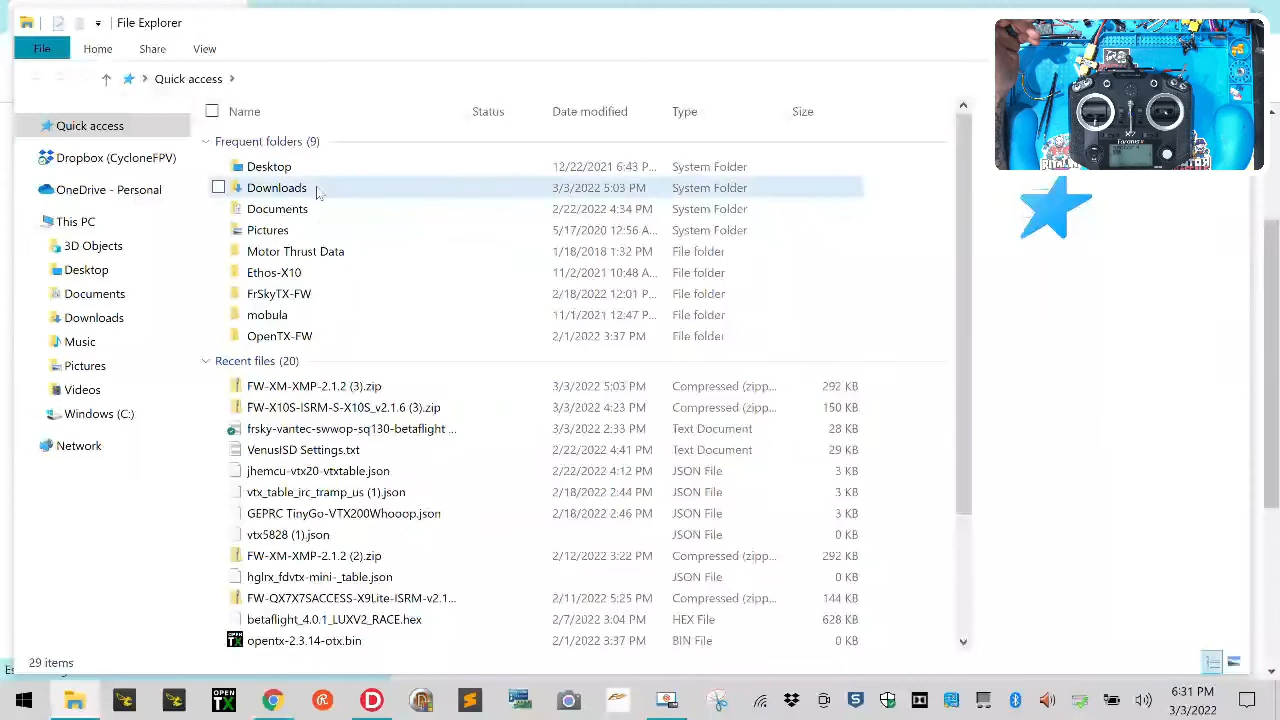 File Explorer
File Home Share View
Quick access
Name Status Date modified Type Size
Quick access
Dropbox (CycloneFPV)
OneDrive - Personal
This PC
3D Objects
Desktop
Documents
Downloads
Music
Pictures
Videos
Windows (C:)
Network
Frequent folders (9)
Desktop 12/22/2021 6:43 P... System Folder
Downloads 3/3/2022 5:03 PM System Folder
Documents 2/22/2022 4:34 PM System Folder
Pictures 5/17/2020 12:56 A... System Folder
Motor Thrust Data 1/18/2018 1:32 PM File folder
Ethos-X10 11/2/2021 10:48 A... File folder
FrSkyTX-FW 2/18/2022 12:01 P... File folder
mobula 11/1/2021 12:47 P... File folder
OpenTX-FW 2/1/2022 3:37 PM File folder
Recent files (20)
FW-XM-XMP-2.1.2 (3).zip 3/3/2022 5:03 PM Compressed (zipp... 292 KB
FW-X10S-ISRM-S-X10S_v2.1.6 (3).zip 3/3/2022 4:23 PM Compressed (zipp... 150 KB
frsky-vantec-swwop-sq130-betaflight ... 3/3/2022 2:33 PM Text Document 28 KB
VenusISD Settings.txt 2/22/2022 4:41 PM Text Document 29 KB
jhemcu-vtx20-vtxtable.json 2/22/2022 4:12 PM JSON File 3 KB
vtx_table_irc_tramp_us (1).json 2/18/2022 2:44 PM JSON File 3 KB
GEPRC TinyGo-VTX200Whooop.json 2/18/2022 2:46 PM JSON File 3 KB
vtx5828 (1).json JSON File 0 KB
FW-XM-XMP-2.1.2 (2).zip 2/12/2022 3:22 PM Compressed (zipp... 292 KB
hglrx_fdvtx-mini-_table.json JSON File 0 KB
FW-QX7X7SACCESS-X9Lite-ISRM-v2.1... 2/11/2022 5:25 PM Compressed (zipp... 144 KB
betaflight_4.0.1_LUXV2_RACE.hex 2/7/2022 3:04 PM HEX File 628 KB
opentx-2.3.14-otx.bin 2/1/2022 3:37 PM BIN File 0 KB
29 items
OPEN TX
6:31 PM
3/3/2022